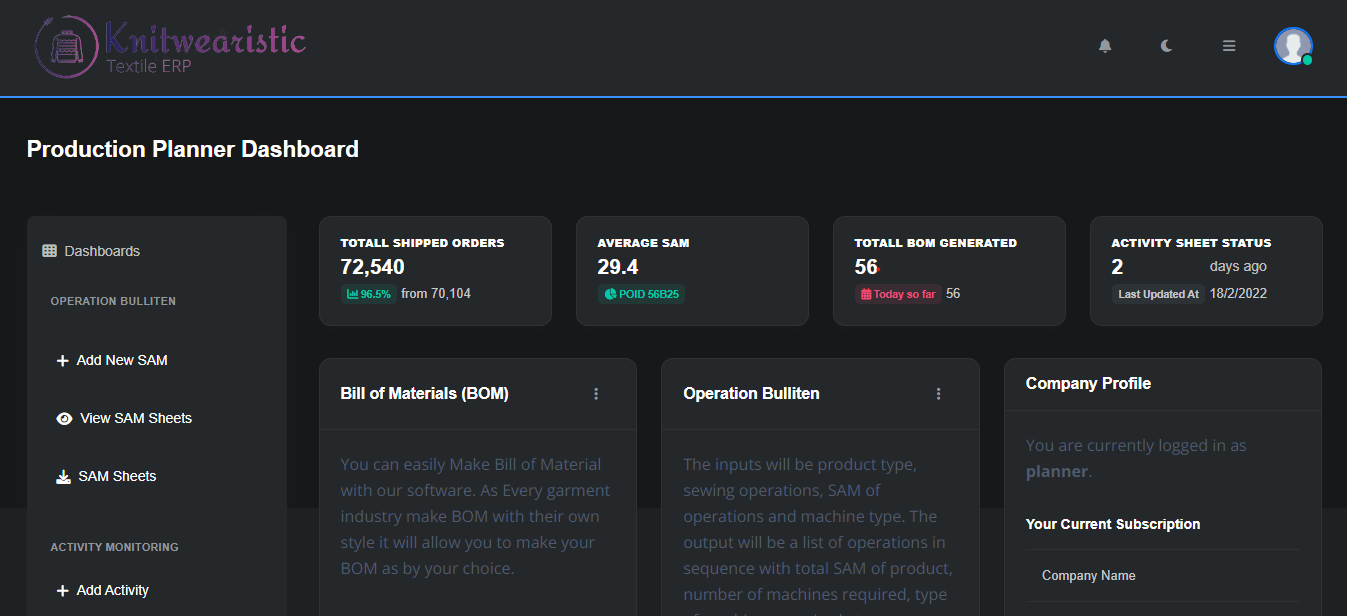 Knitwearistic
Textile ERP
Production Planner Dashboard
Dashboards
OPERATION BULLITEN
Add New SAM
View SAM Sheets
SAM Sheets
ACTIVITY MONITORING
Add Activity
TOTALL SHIPPED ORDERS
72,540
96.5% from 70,104
AVERAGE SAM
29.4
POID 56B25
TOTALL BOM GENERATED
56
Today so far 56
ACTIVITY SHEET STATUS
2 days ago
Last Updated At 18/2/2022
Bill of Materials (BOM)
You can easily Make Bill of Material
with our software. As Every garment
industry make BOM with their own
style it will allow you to make your
BOM as by your choice.
Operation Bulliten
The inputs will be product type,
sewing operations, SAM of
operations and machine type. The
output will be a list of operations in
sequence with total SAM of product,
number of machines required, type
Company Profile
You are currently logged in as
planner.
Your Current Subscription
Company Name